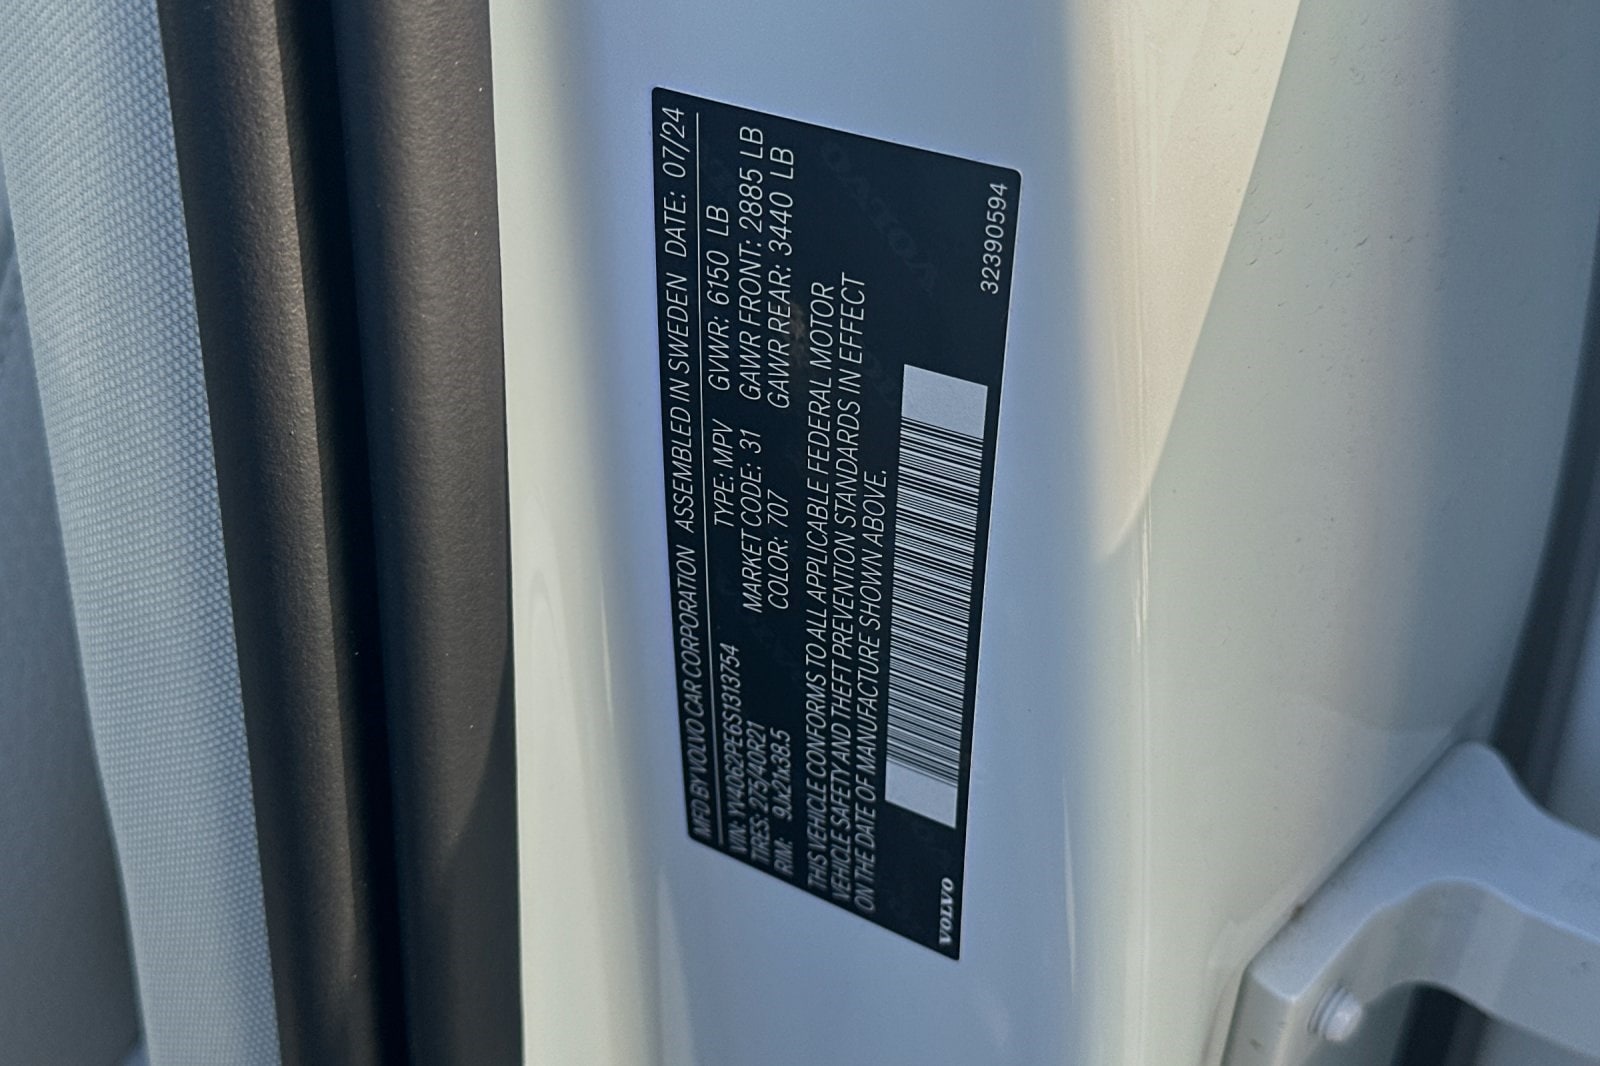 MFD BY VOLVO CAR CORPORATION ASSEMBLED IN SWEDEN DATE: 07/24
VIN: YV4062PE6S1313754 TYPE: MPV GVWR: 6150 LB
TIRES: 275/40R21 MARKET CODE: 31 GAWR FRONT: 2885 LB
RIM: 9Jx21x38.5 COLOR: 707 GAWR REAR: 3440 LB
THIS VEHICLE CONFORMS TO ALL APPLICABLE FEDERAL MOTOR
VEHICLE SAFETY AND THEFT PREVENTION STANDARDS IN EFFECT
ON THE DATE OF MANUFACTURE SHOWN ABOVE.
VOLVO 32390594